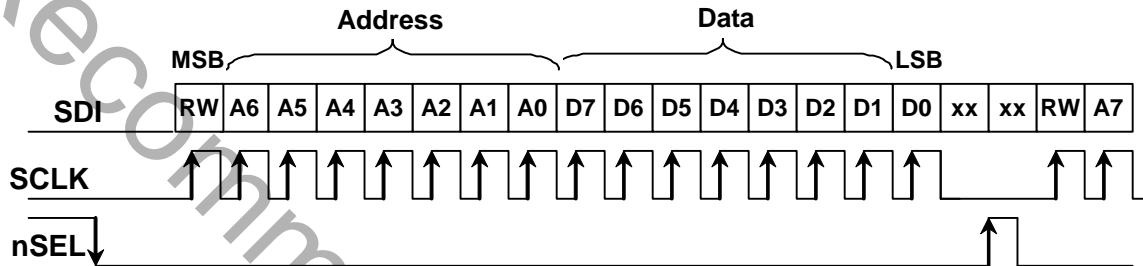 Address Data
MSB LSB
SDI RW A6 A5 A4 A3 A2 A1 A0 D7 D6 D5 D4 D3 D2 D1 D0 xx xx RW A7
SCLK
nSEL
Recomm